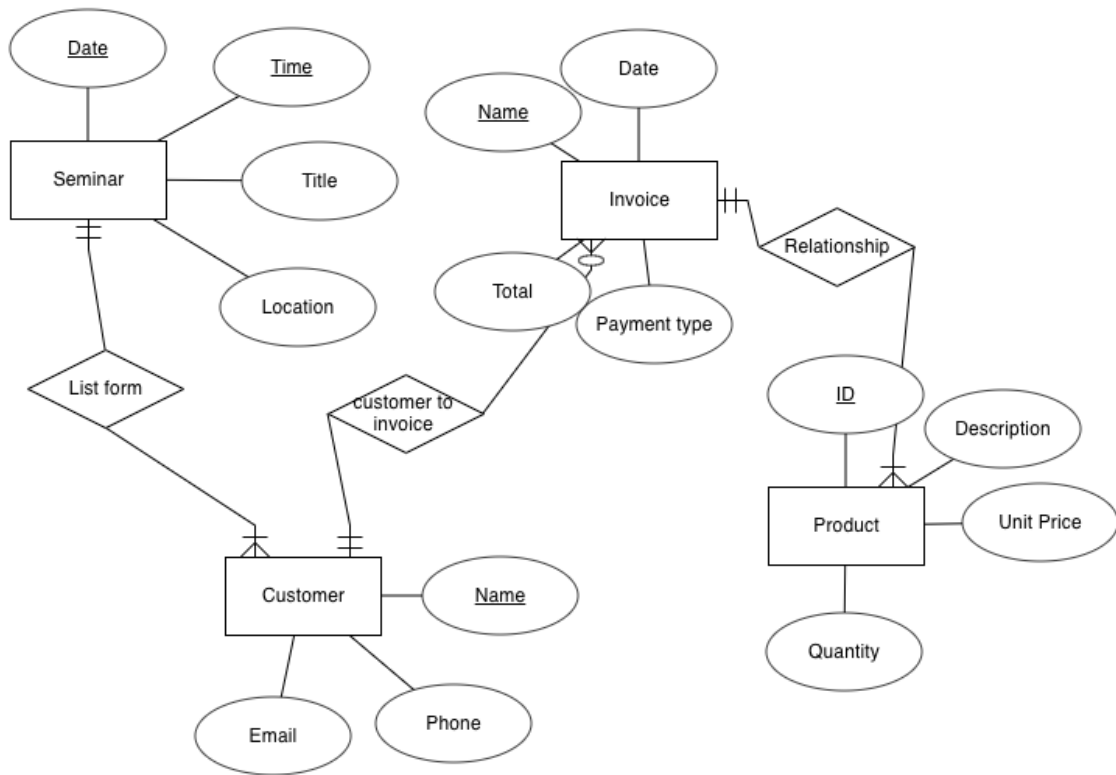 Date
Time
Seminar
Title
Location
List form
Name
Date
Invoice
Total
Payment type
Relationship
customer to
invoice
ID
Description
Product
Unit Price
Quantity
Customer
Name
Email
Phone